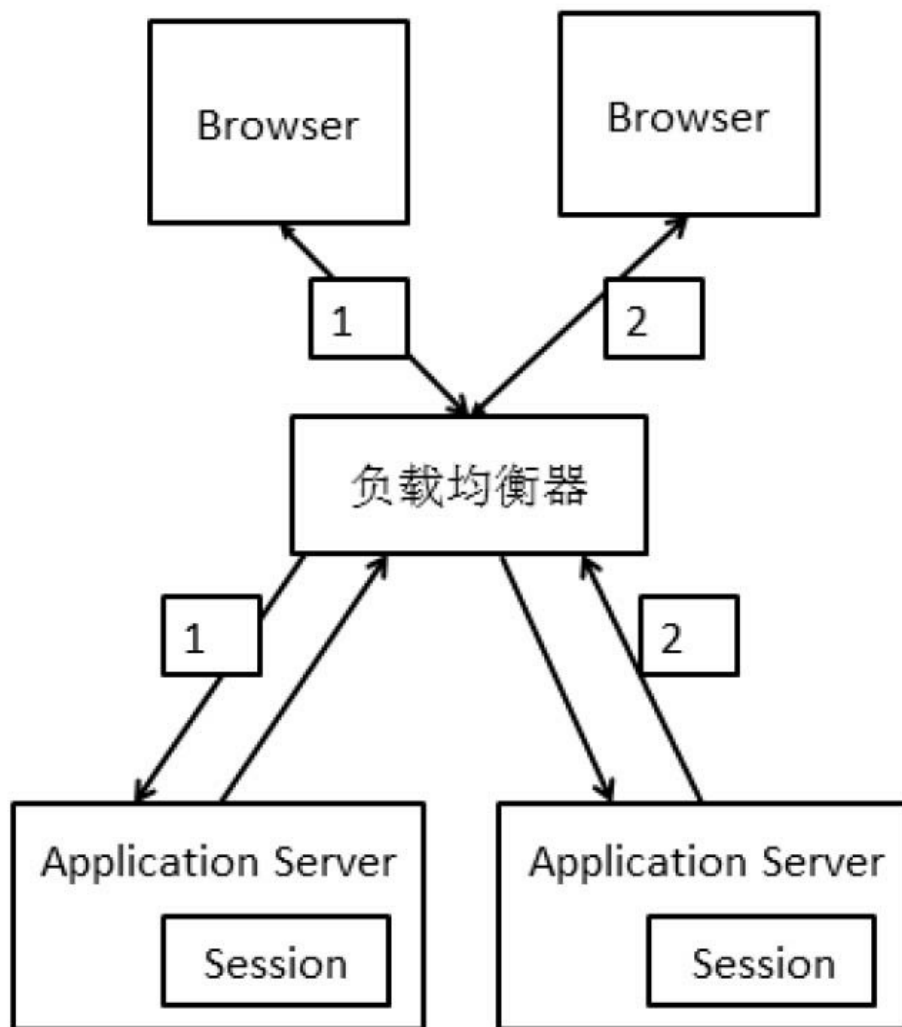 Browser
Browser
1
2
负载均衡器
1
2
Application Server
Session
Application Server
Session